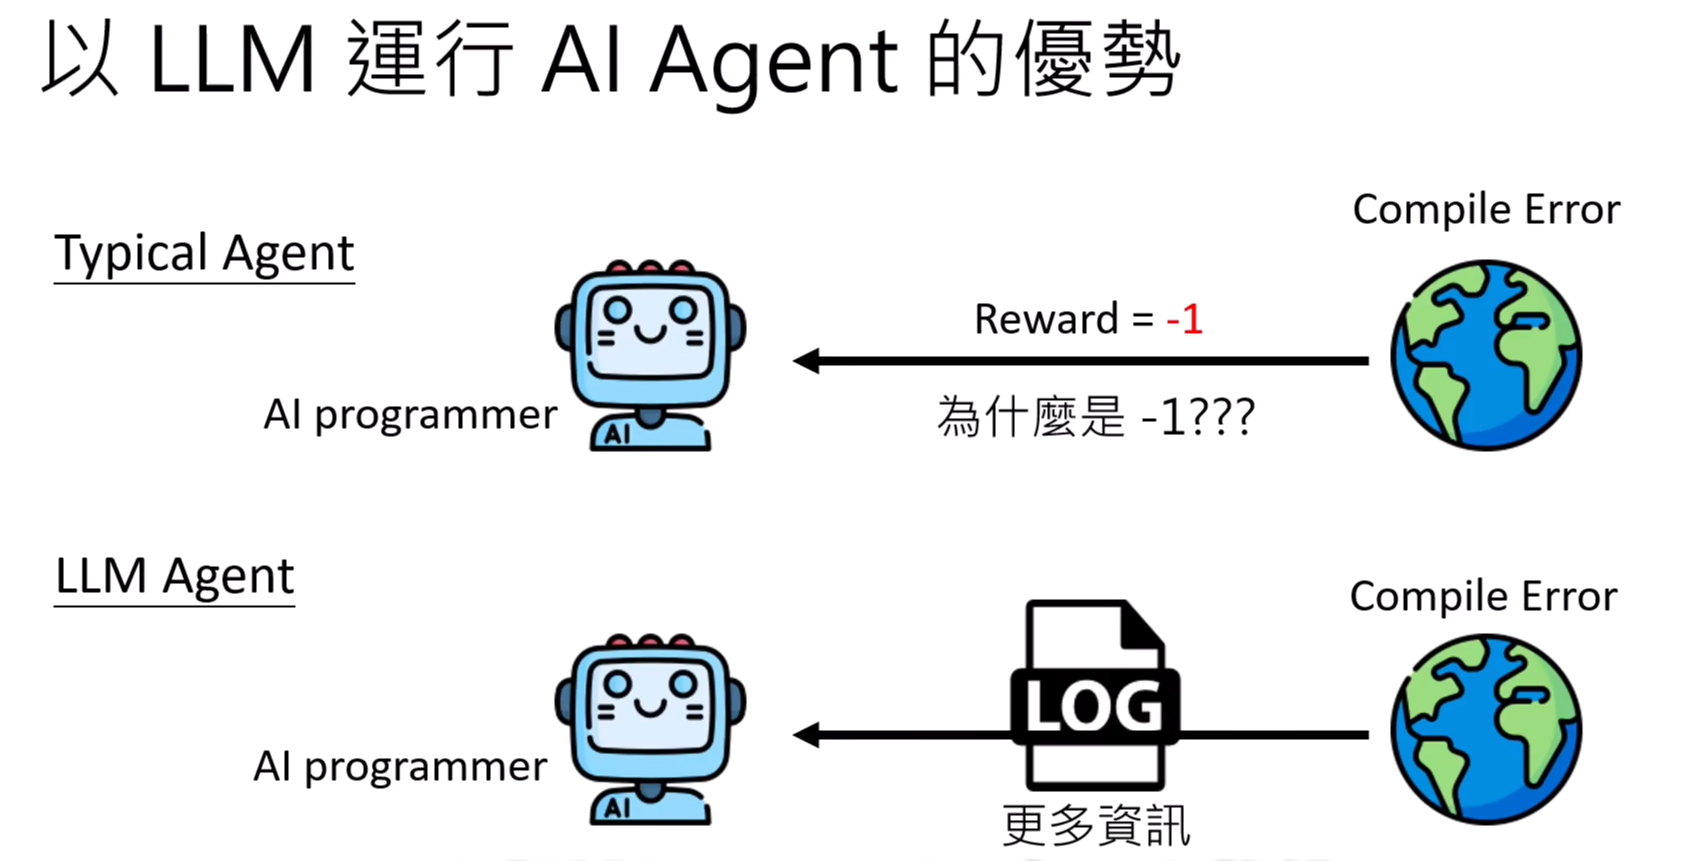 以 LLM 運行 AI Agent 的優勢
Compile Error
Typical Agent
Reward = -1
為什麼是 -1???
AI programmer
AI
LLM Agent
Compile Error
LOG
AI programmer
AI
更多資訊